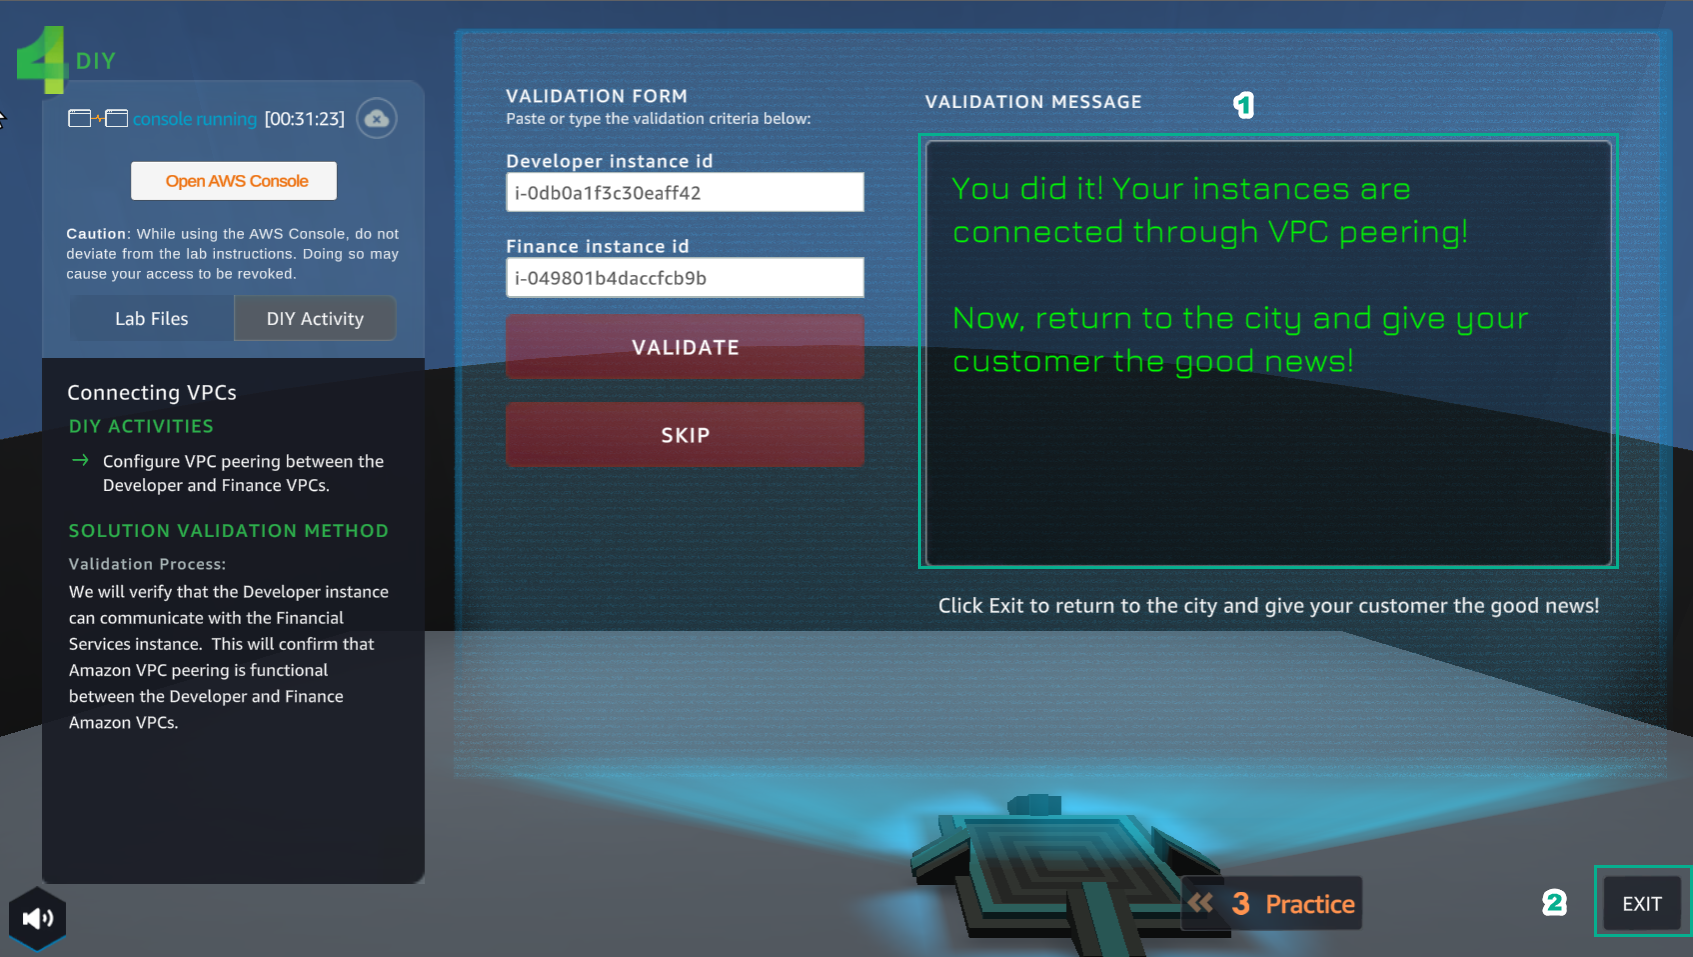 4 DIY
console running [00:31:23]
Open AWS Console
Caution: While using the AWS Console, do not
deviate from the lab instructions. Doing so may
cause your access to be revoked.
Lab Files
DIY Activity
Connecting VPCs
DIY ACTIVITIES
→ Configure VPC peering between the
Developer and Finance VPCs.
SOLUTION VALIDATION METHOD
Validation Process:
We will verify that the Developer instance
can communicate with the Financial
Services instance. This will confirm that
Amazon VPC peering is functional
between the Developer and Finance
Amazon VPCs.
VALIDATION FORM
Paste or type the validation criteria below:
Developer instance id
i-0db0a1f3c30eaff42
Finance instance id
i-049801b4daccfcb9b
VALIDATE
SKIP
VALIDATION MESSAGE
1
You did it! Your instances are
connected through VPC peering!
Now, return to the city and give your
customer the good news!
Click Exit to return to the city and give your customer the good news!
« 3 Practice
2
EXIT